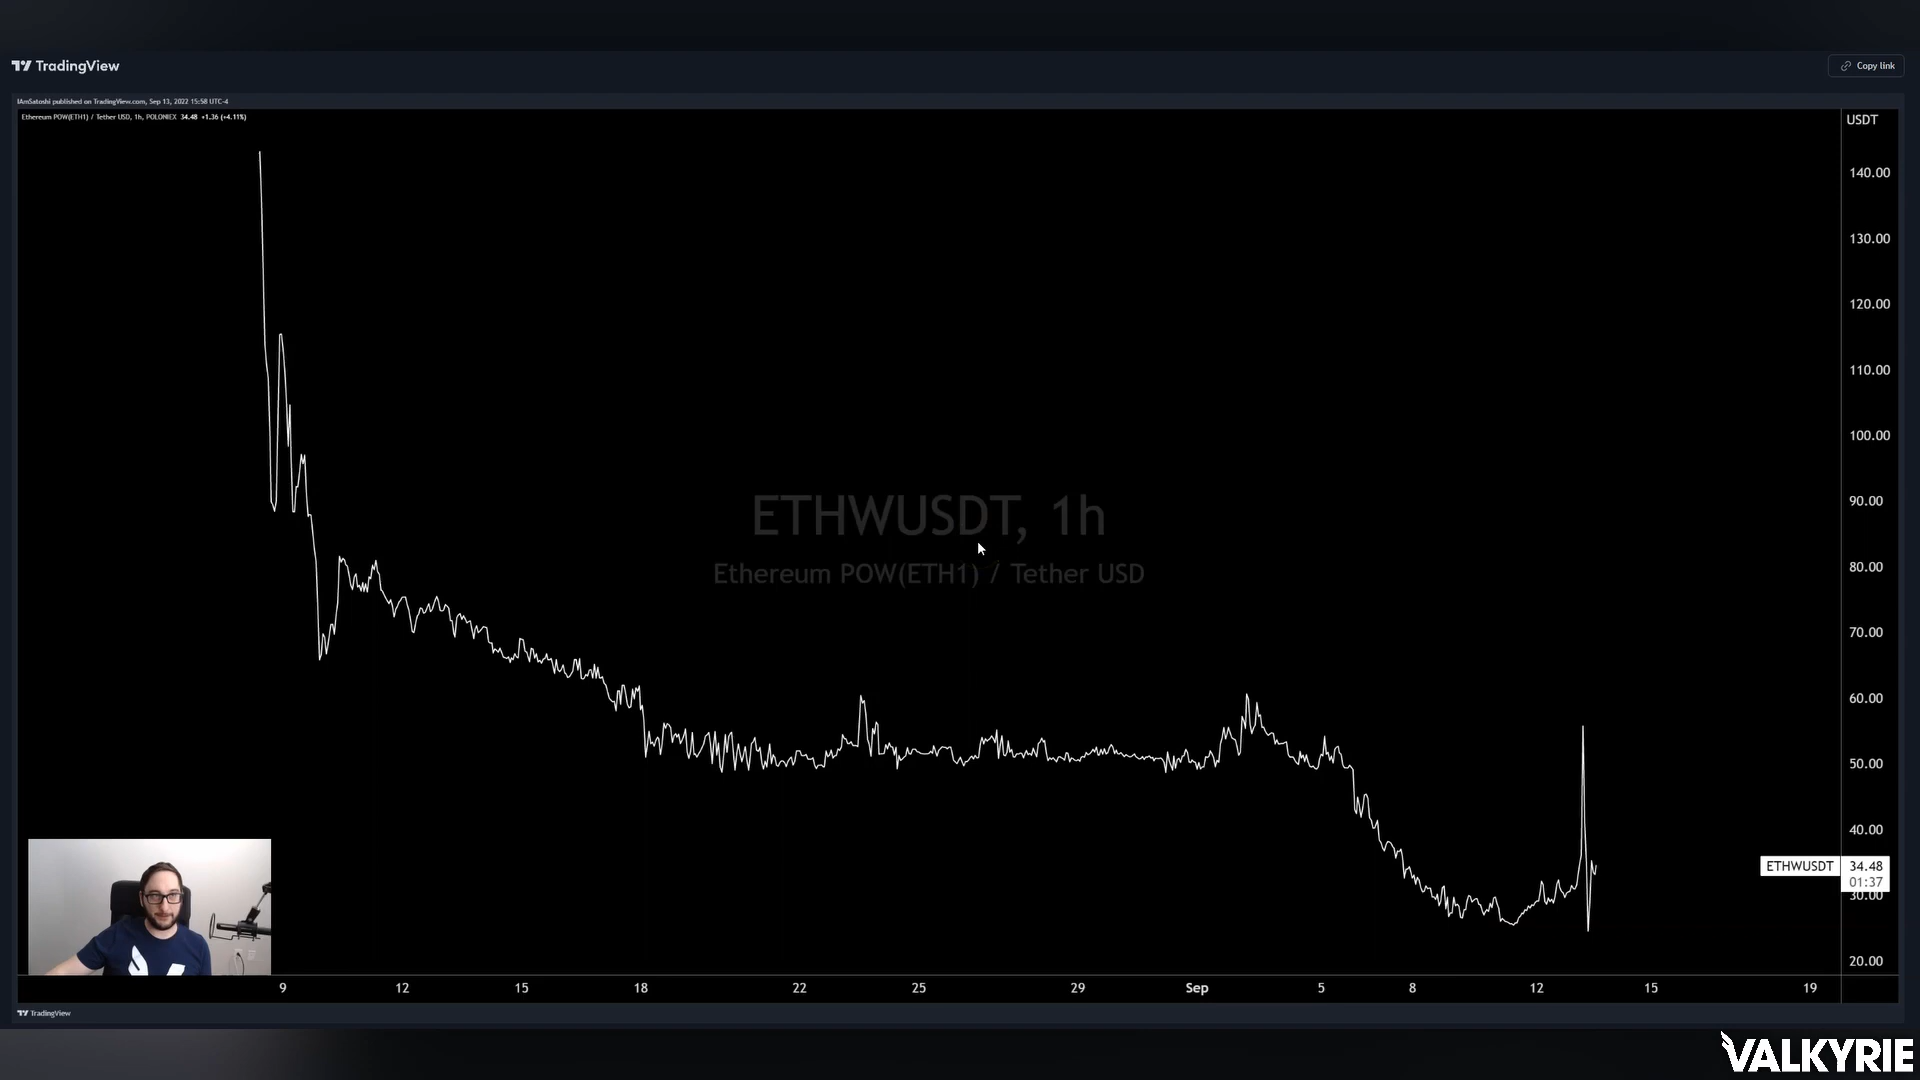 TradingView
Copy link
IAmSatoshi published on TradingView.com, Sep 13, 2022 15:58 UTC-4
Ethereum POW(ETH1) / Tether USD, 1h, POLONIEX 34.48 +1.36 (+4.11%)
USDT
140.00
130.00
120.00
110.00
100.00
90.00
80.00
70.00
60.00
50.00
40.00
ETHWUSDT 34.48
01:37
30.00
20.00
ETHWUSDT, 1h
Ethereum POW(ETH1) / Tether USD
9 12 15 18 22 25 29 Sep 5 8 12 15 19
TradingView
VALKYRIE